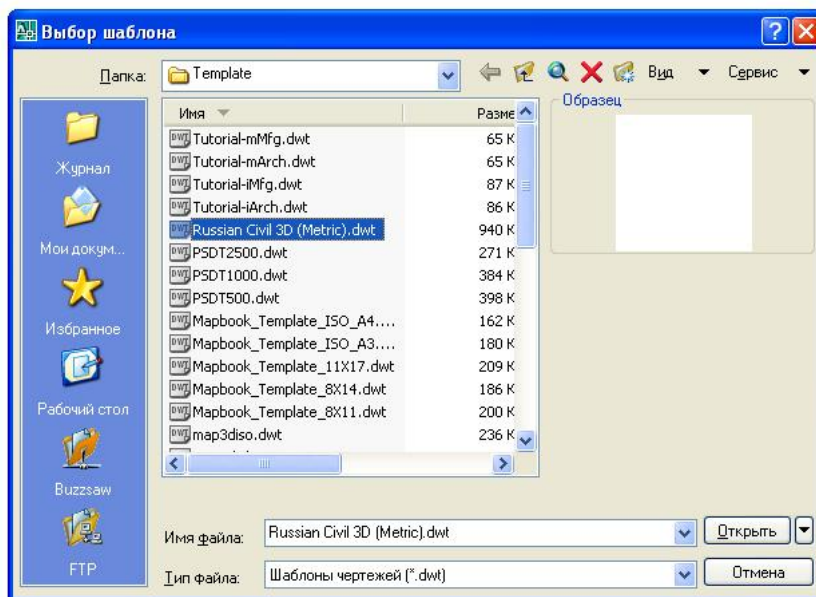 Выбор шаблона
Папка: Template
Вид Сервис
Журнал
Мои докум...
Избранное
Рабочий стол
Buzzsaw
FTP
Имя Разме
Tutorial-mMfg.dwt 65 К
Tutorial-mArch.dwt 65 К
Tutorial-iMfg.dwt 87 К
Tutorial-iArch.dwt 86 К
Russian Civil 3D (Metric).dwt 940 К
PSDT2500.dwt 271 К
PSDT1000.dwt 384 К
PSDT500.dwt 398 К
Mapbook_Template_ISO_A4.... 162 К
Mapbook_Template_ISO_A3.... 180 К
Mapbook_Template_11X17.dwt 209 К
Mapbook_Template_8X14.dwt 186 К
Mapbook_Template_8X11.dwt 200 К
map3diso.dwt 236 К
Образец
Имя файла: Russian Civil 3D (Metric).dwt Открыть
Тип файла: Шаблоны чертежей (*.dwt) Отмена